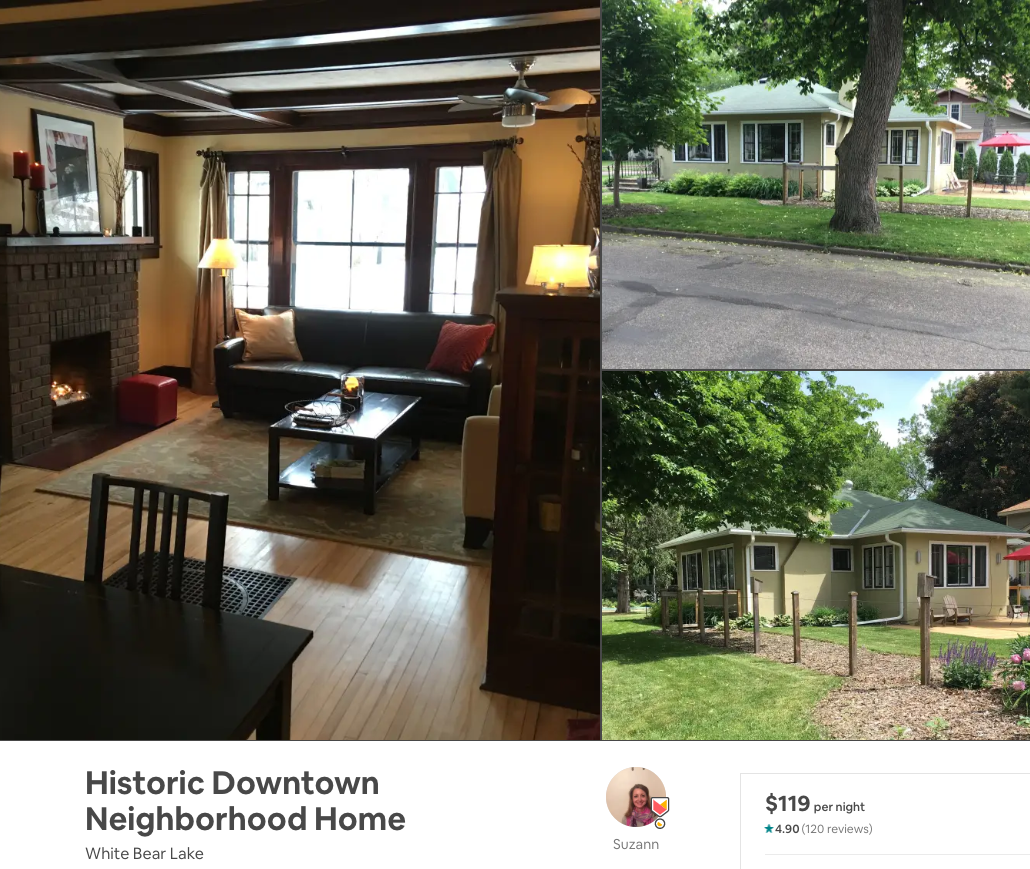 Historic Downtown
Neighborhood Home
White Bear Lake
Suzann
$119 per night
★4.90 (120 reviews)